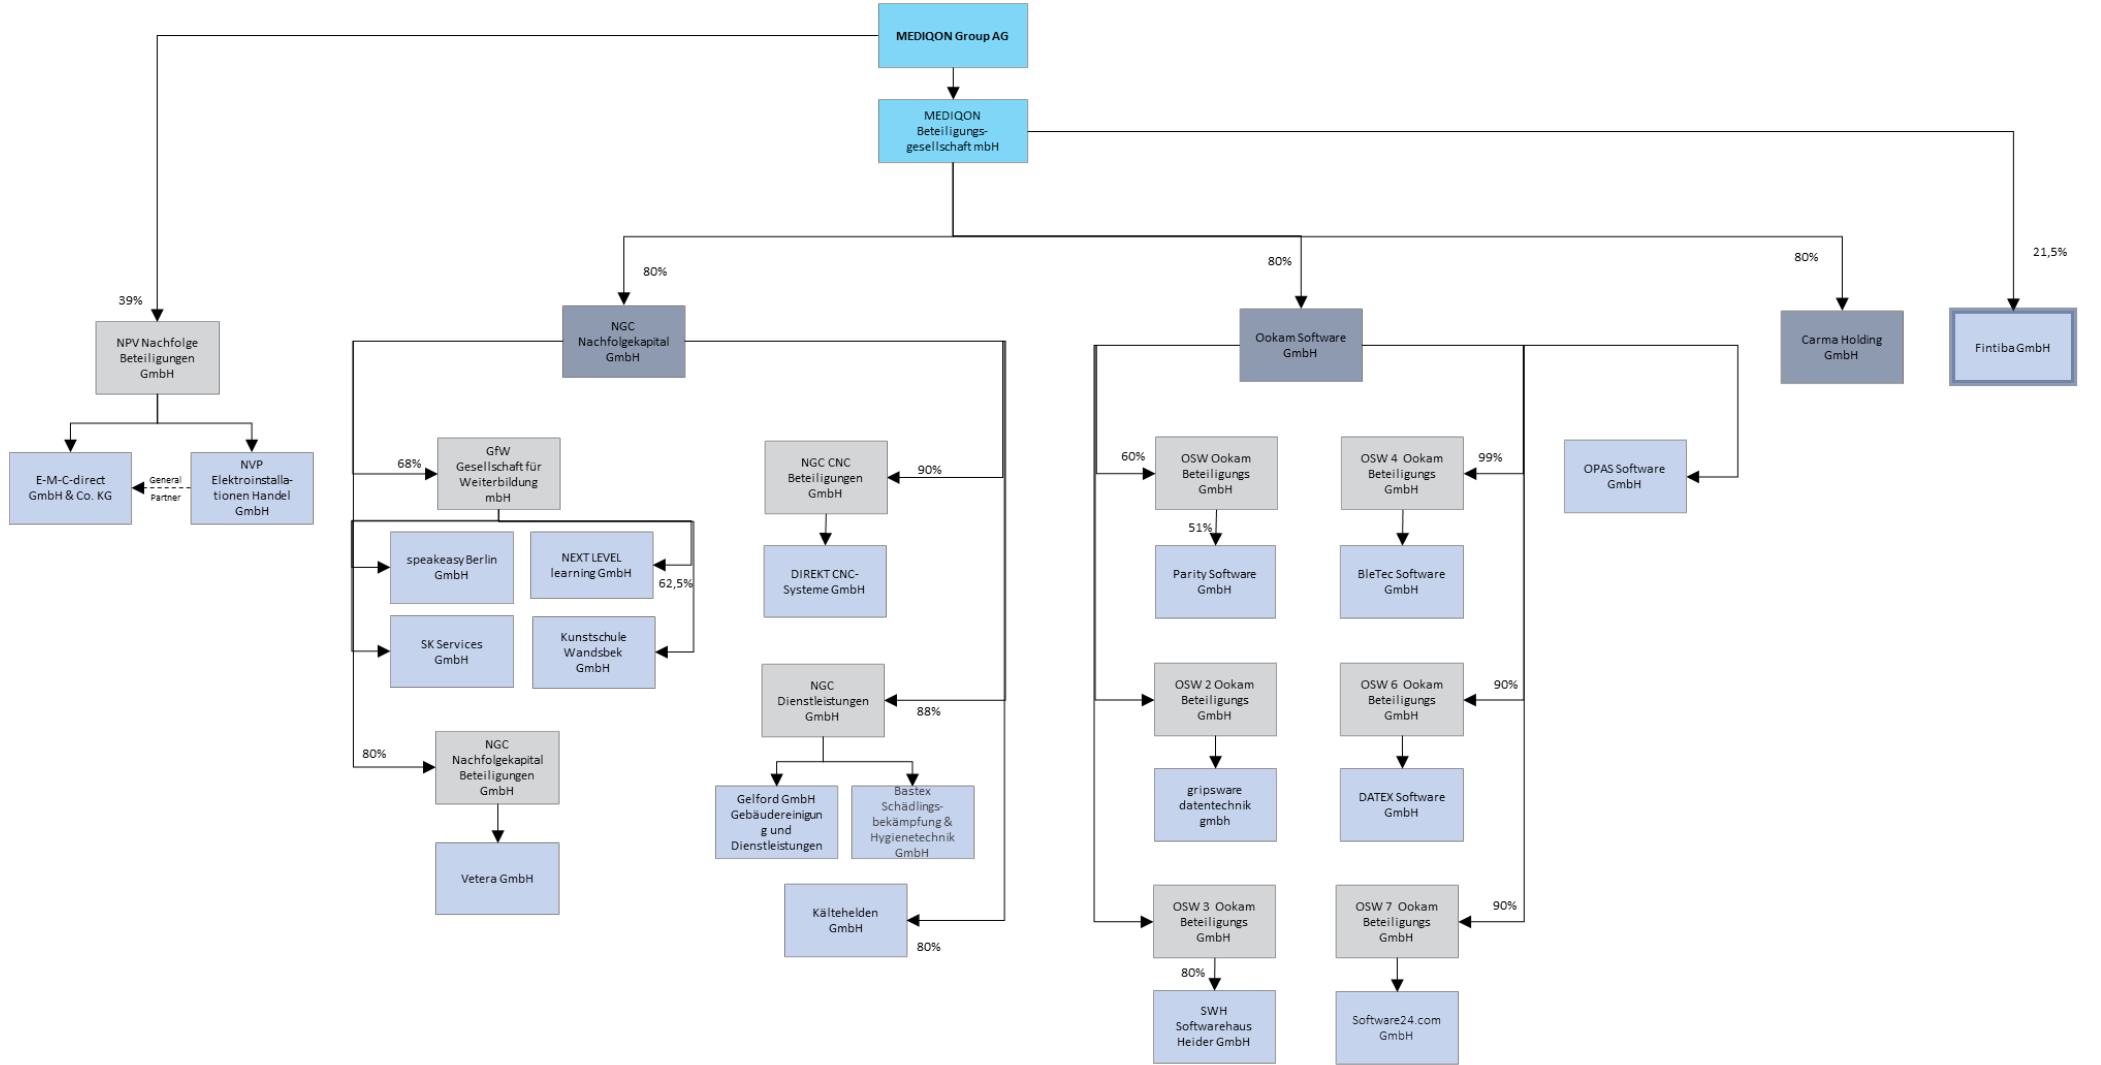 MEDIQON Group AG
MEDIQON
Beteiligungs-
gesellschaft mbH
39%
80%
80%
80%
21,5%
NPV Nachfolge
Beteiligungen
GmbH
NGC
Nachfolgekapital
GmbH
Ookam Software
GmbH
Carma Holding
GmbH
Fintiba GmbH
E-M-C-direct
GmbH & Co. KG
General
Partner
NVP
Elektroinstalla-
tionen Handel
GmbH
68%
GfW
Gesellschaft für
Weiterbildung
mbH
speakeasy Berlin
GmbH
NEXT LEVEL
learning GmbH
62,5%
SK Services
GmbH
Kunstschule
Wandsbek
GmbH
80%
NGC
Nachfolgekapital
Beteiligungen
GmbH
Vetera GmbH
NGC CNC
Beteiligungen
GmbH
90%
DIREKT CNC-
Systeme GmbH
NGC
Dienstleistungen
GmbH
88%
Gelford GmbH
Gebäudereinigun
g und
Dienstleistungen
Bastex
Schädlings-
bekämpfung &
Hygienetechnik
GmbH
Kältehelden
GmbH
80%
60%
OSW Ookam
Beteiligungs
GmbH
51%
Parity Software
GmbH
OSW 2 Ookam
Beteiligungs
GmbH
gripsware
datentechnik
gmbh
OSW 3 Ookam
Beteiligungs
GmbH
80%
SWH
Softwarehaus
Heider GmbH
OSW 4 Ookam
Beteiligungs
GmbH
99%
BleTec Software
GmbH
OSW 6 Ookam
Beteiligungs
GmbH
90%
DATEX Software
GmbH
OSW 7 Ookam
Beteiligungs
GmbH
90%
Software24.com
GmbH
OPAS Software
GmbH